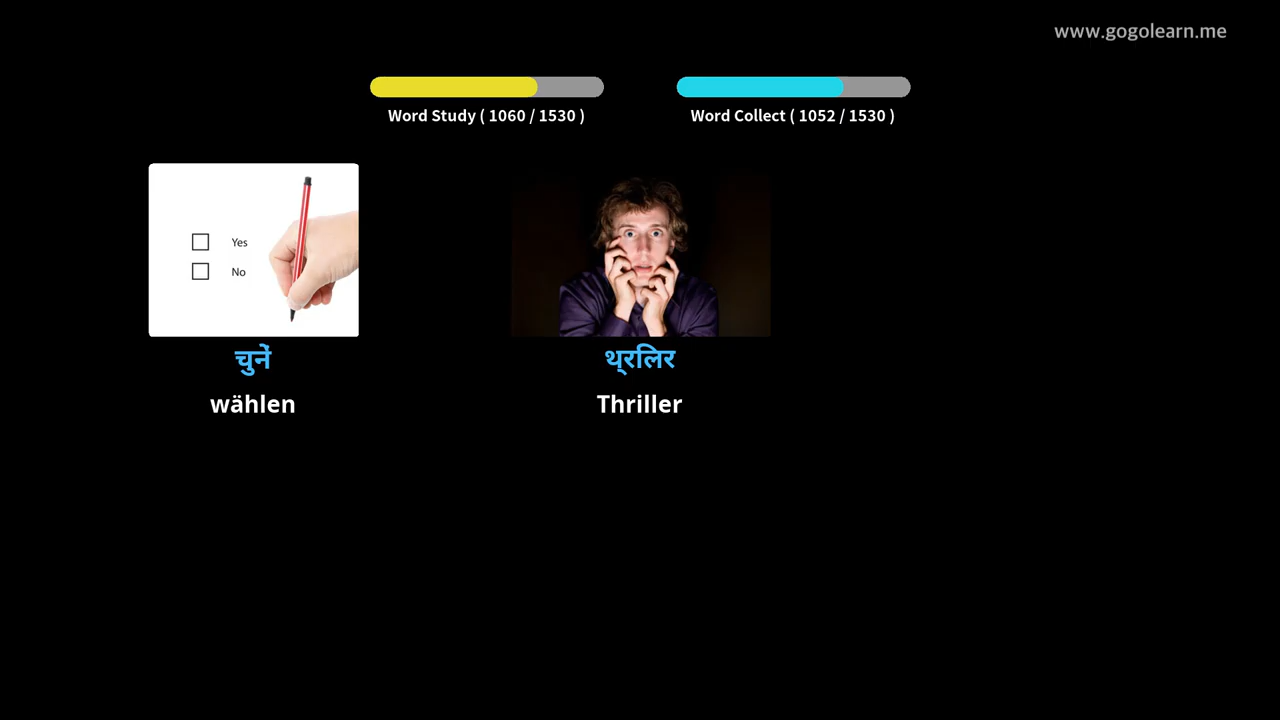 www.gogolearn.me
Word Study ( 1060 / 1530 )
Word Collect ( 1052 / 1530 )
Yes
No
चुनें
थ्रलिर
wählen
Thriller